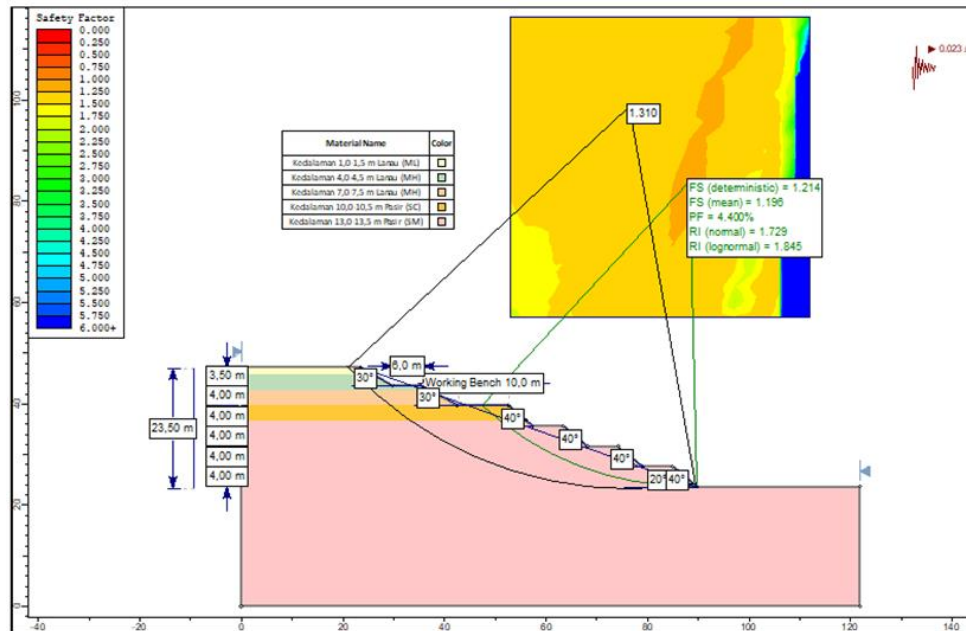 Safety Factor
0.000
0.250
0.500
0.750
1.000
1.250
1.500
1.750
2.000
2.250
2.500
2.750
3.000
3.250
3.500
3.750
4.000
4.250
4.500
4.750
5.000
5.250
5.500
5.750
6.000+
Material Name Color
Kedalaman 1,0 1,5 m Lanau (ML)
Kedalaman 4,0 4,5 m Lanau (MH)
Kedalaman 7,0 7,5 m Lanau (MH)
Kedalaman 10,0 10,5 m Pasir (SC)
Kedalaman 13,0 13,5 m Pasir (SM)
1.310
0.023
FS (deterministic) = 1.214
FS (mean) = 1.196
PF = 4.400%
RI (normal) = 1.729
RI (lognormal) = 1.845
6,0 m
Working Bench 10,0 m
30°
30°
40°
40°
40°
20°
40°
23,50 m
3,50 m
4,00 m
4,00 m
4,00 m
4,00 m
4,00 m
100
80
60
40
20
0
-40
-20
0
20
40
60
80
100
120
140